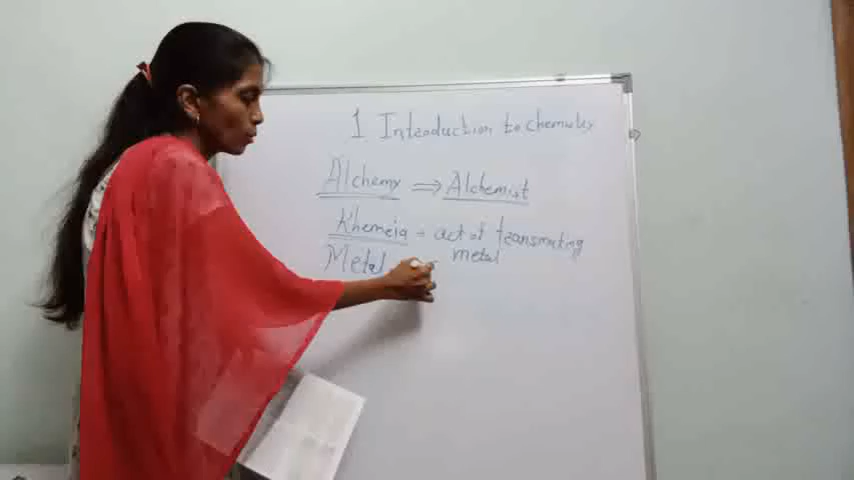 1 Introduction to chemistry
Alchemy ⇒ Alchemist
Khemeia = act of transmuting
metal
Metal